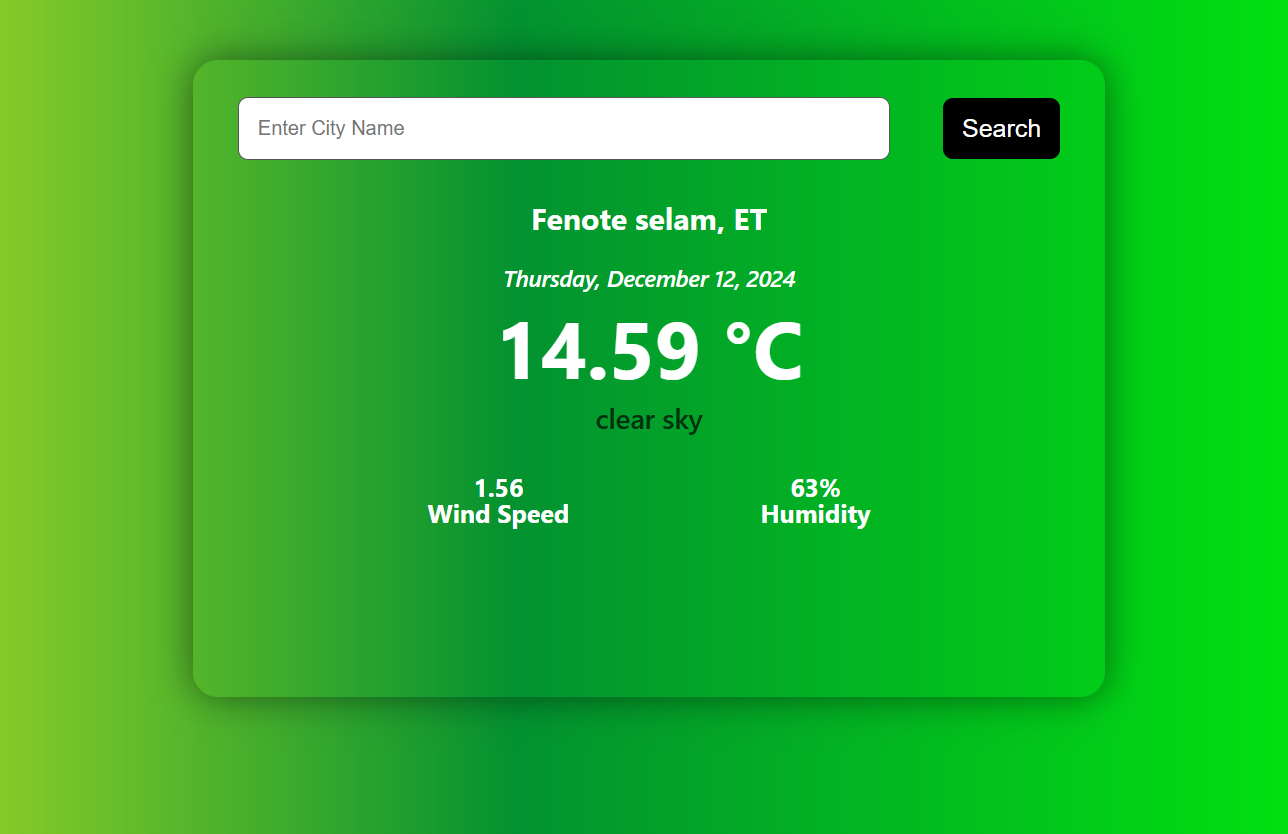 Enter City Name
Search
Fenote selam, ET
Thursday, December 12, 2024
14.59 °C
clear sky
1.56
Wind Speed
63%
Humidity